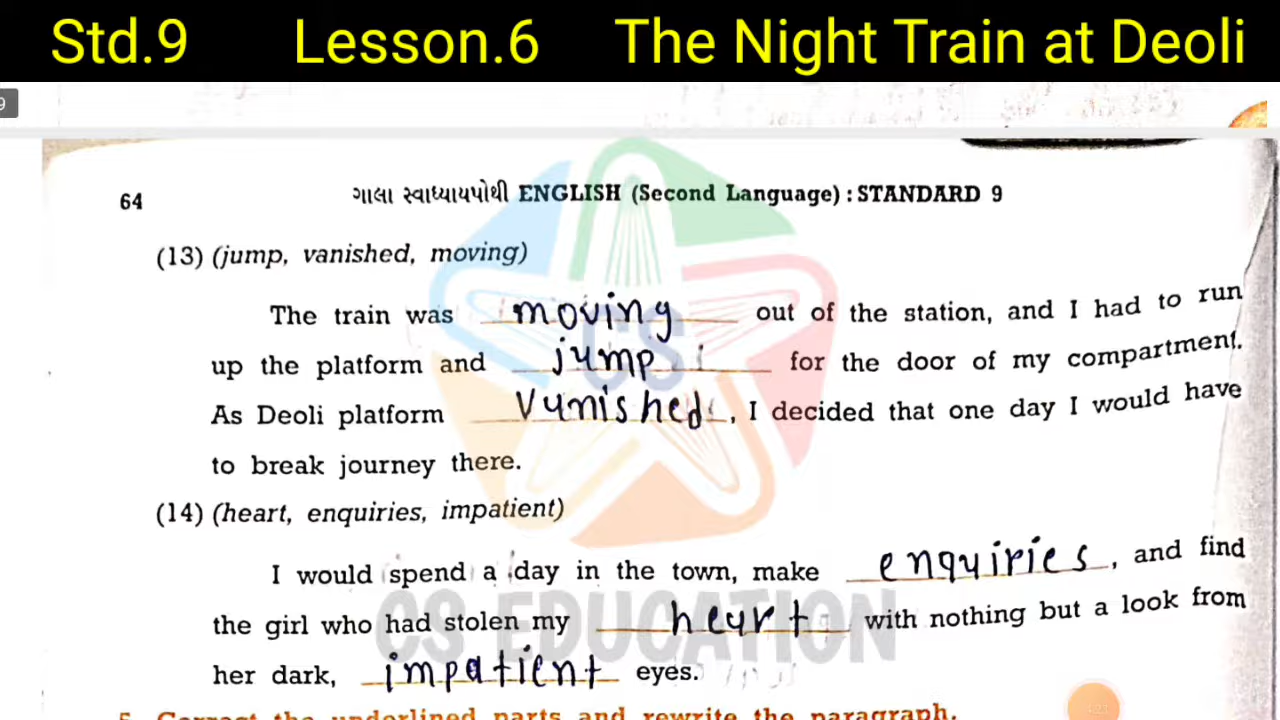 Std.9 Lesson.6 The Night Train at Deoli
9
64 ગાલા સ્વાધ્યાયપોથી ENGLISH (Second Language) : STANDARD 9
(13) (jump, vanished, moving)
The train was moving out of the station, and I had to run
up the platform and jump for the door of my compartment.
As Deoli platform vanished, I decided that one day I would have
to break journey there.
(14) (heart, enquiries, impatient)
I would spend a day in the town, make enquiries, and find
the girl who had stolen my heart with nothing but a look from
her dark, impatient eyes.
CS
CS EDUCATION
5. Correct the underlined parts and rewrite the paragraph.